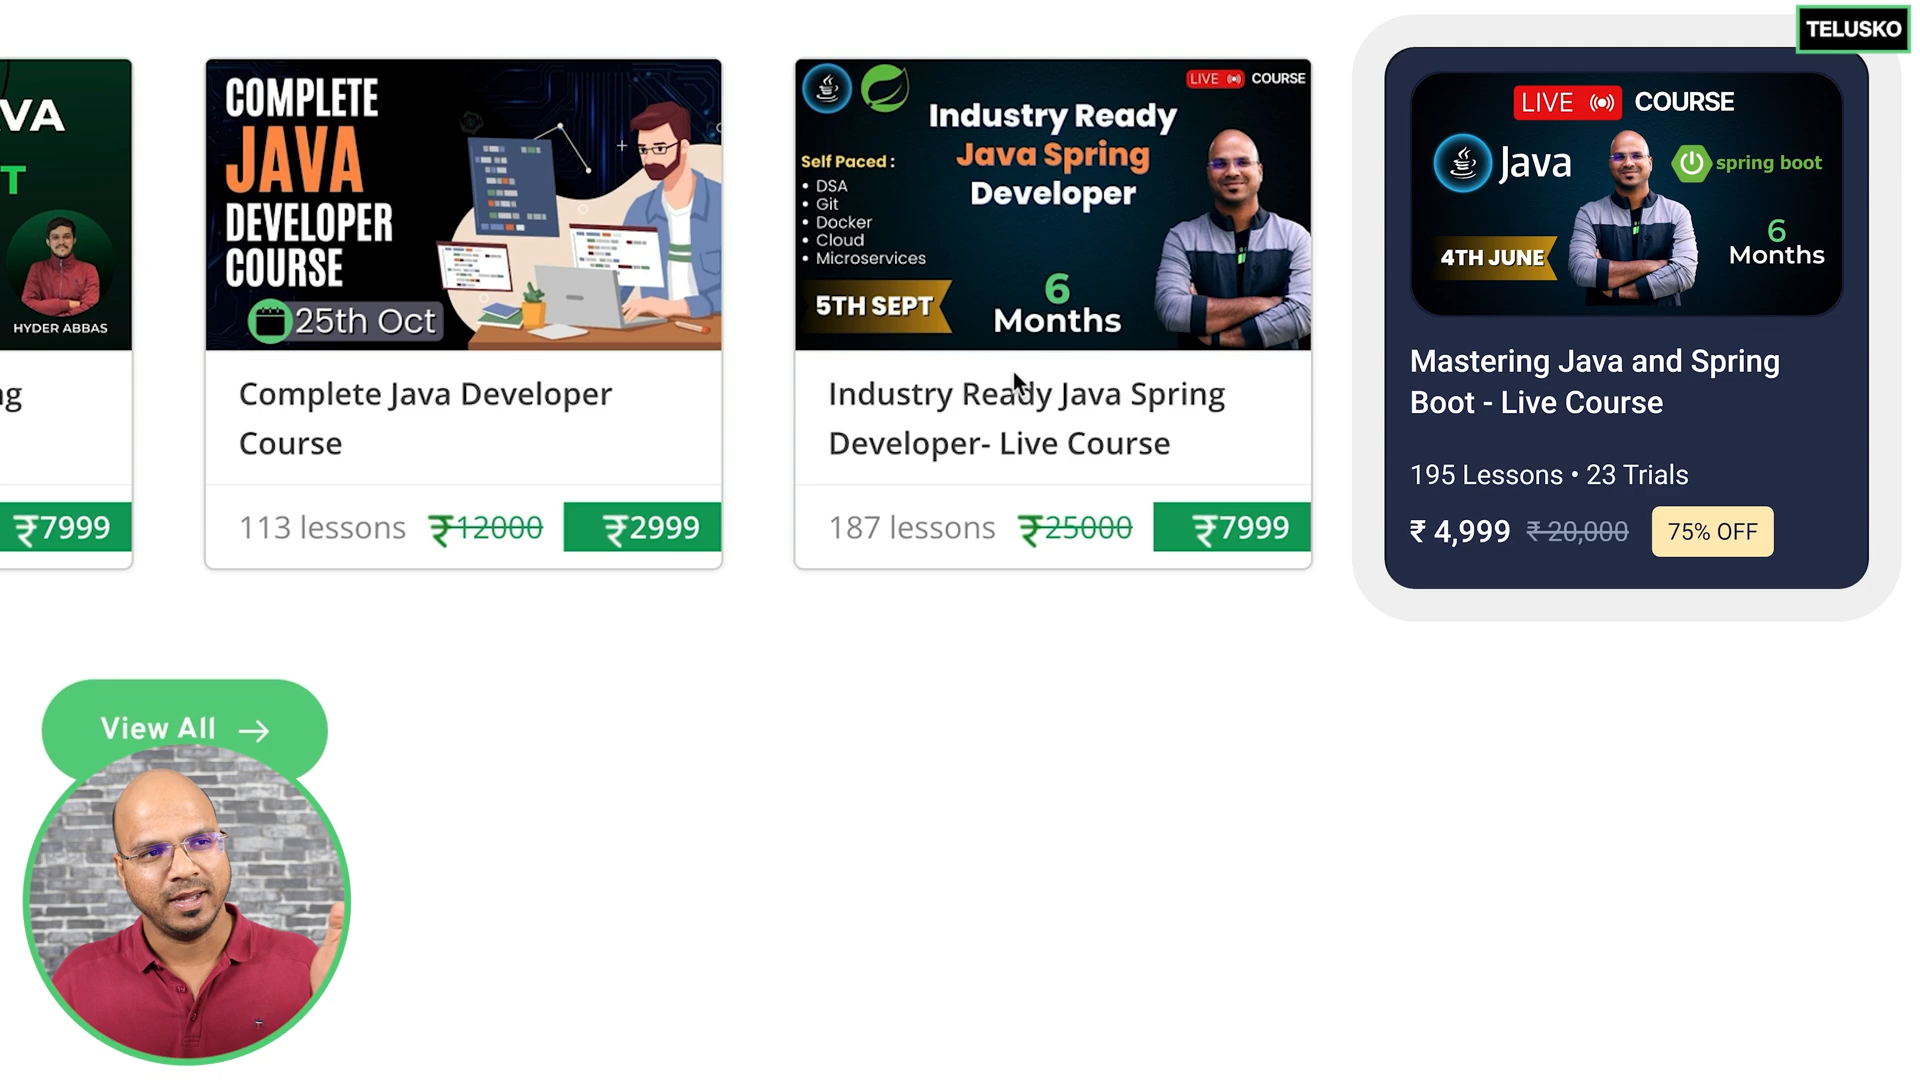 TELUSKO
VA
T
HYDER ABBAS
ng
₹7999
COMPLETE
JAVA
DEVELOPER
COURSE
25th Oct
Complete Java Developer
Course
113 lessons ₹12000 ₹2999
LIVE COURSE
Industry Ready
Java Spring
Developer
Self Paced :
• DSA
• Git
• Docker
• Cloud
• Microservices
5TH SEPT
6
Months
Industry Ready Java Spring
Developer- Live Course
187 lessons ₹25000 ₹7999
LIVE COURSE
Java
spring boot
4TH JUNE
6
Months
Mastering Java and Spring
Boot - Live Course
195 Lessons • 23 Trials
₹ 4,999 ₹ 20,000 75% OFF
View All →